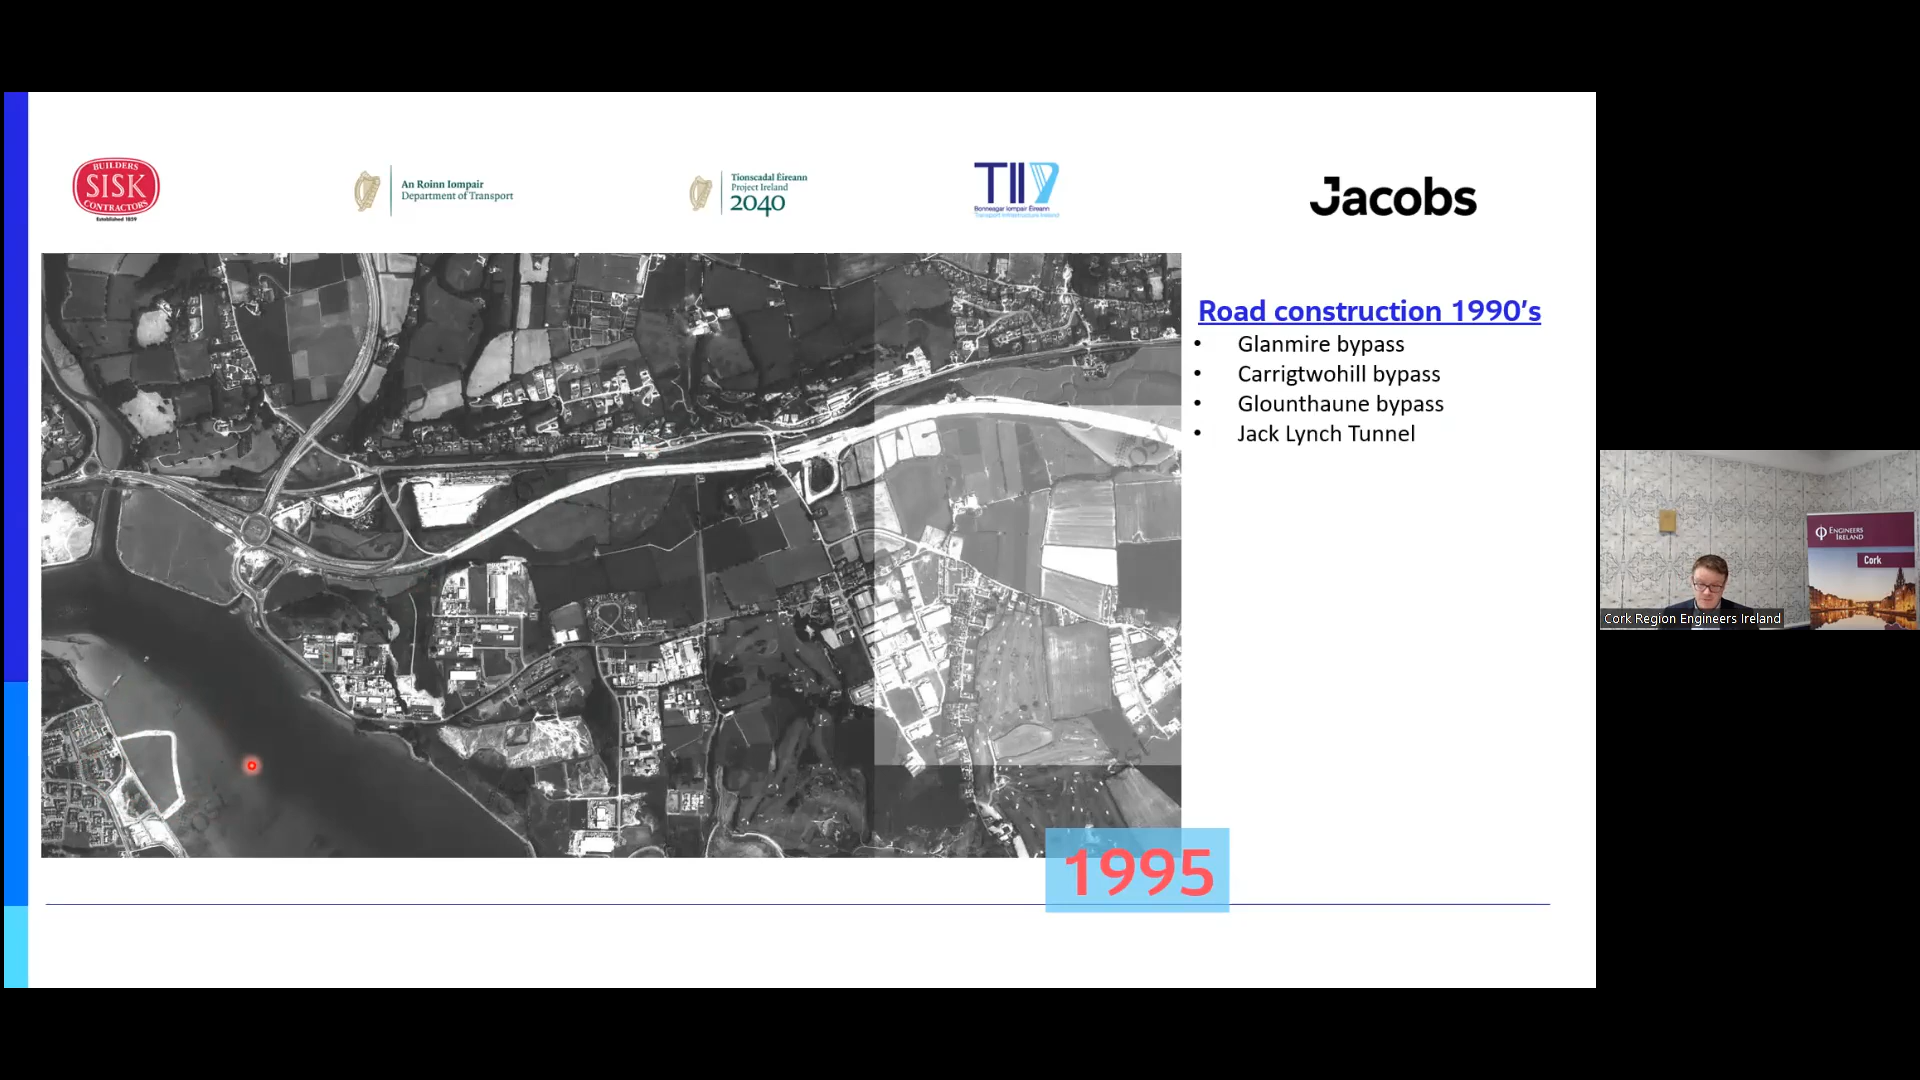 BUILDERS
SISK
CONTRACTORS
Established 1859
An Roinn Iompair
Department of Transport
Tionscadal Éireann
Project Ireland
2040
TII
Bonneagar Iompair Éireann
Transport Infrastructure Ireland
Jacobs
Road construction 1990's
• Glanmire bypass
• Carrigtwohill bypass
• Glounthaune bypass
• Jack Lynch Tunnel
1995
ENGINEERS
IRELAND
Cork
Cork Region Engineers Ireland